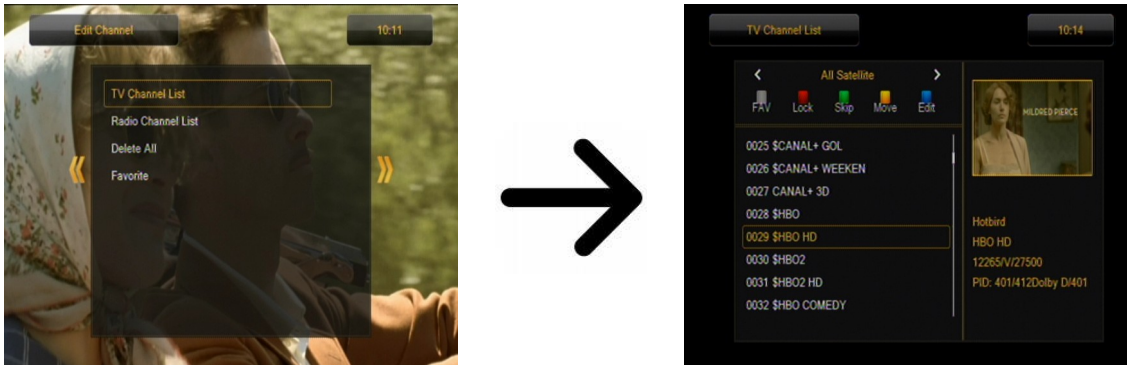 Edit Channel
10:11
TV Channel List
Radio Channel List
Delete All
Favorite
TV Channel List
10:14
All Satellite
FAV Lock Skip Move Edit
0025 $CANAL+ GOL
0026 $CANAL+ WEEKEN
0027 CANAL+ 3D
0028 $HBO
0029 $HBO HD
0030 $HBO2
0031 $HBO2 HD
0032 $HBO COMEDY
MILDRED PIERCE
Hotbird
HBO HD
12265/V/27500
PID: 401/412Dolby D/401